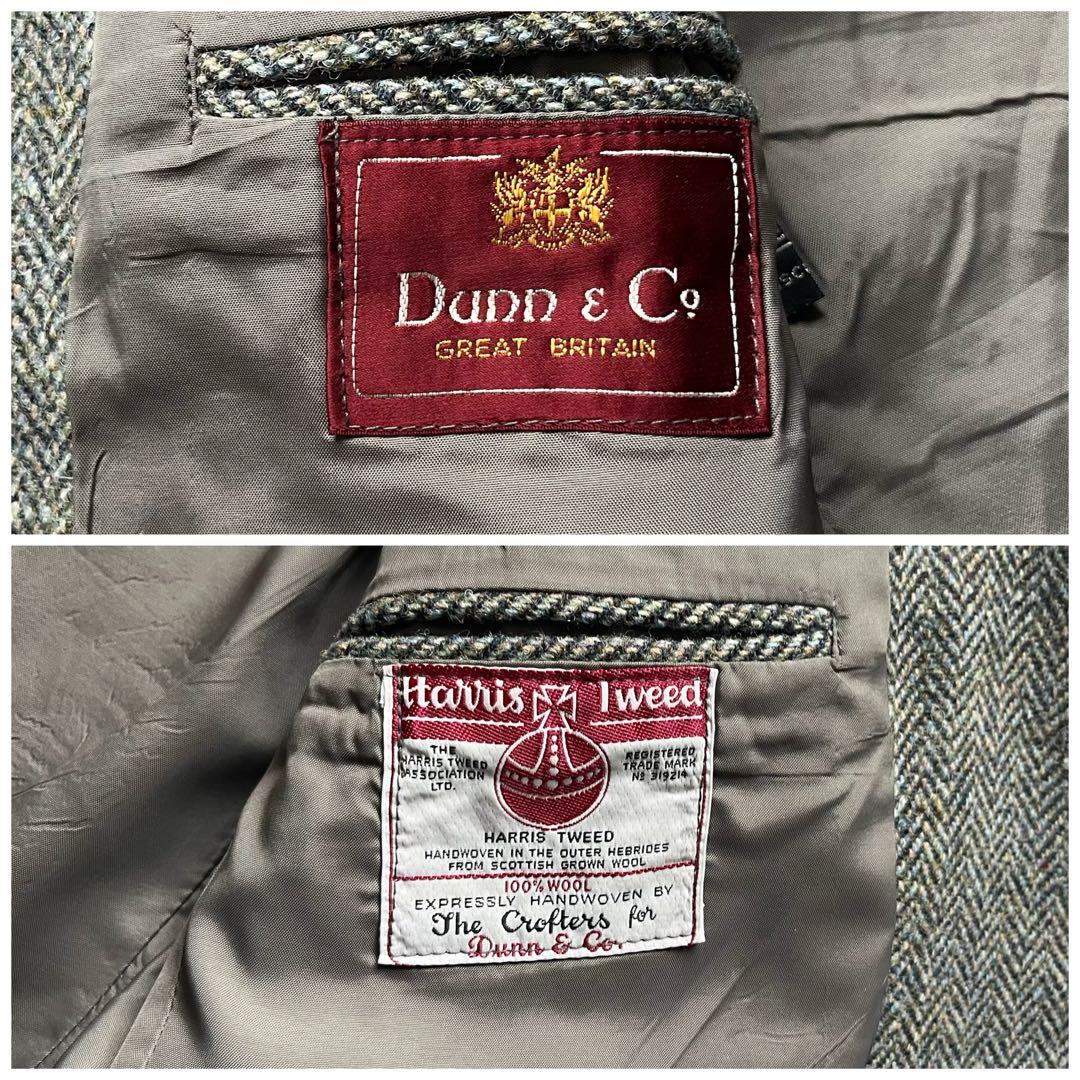 Dunn & Co
GREAT BRITAIN
Harris Tweed
THE
HARRIS TWEED
ASSOCIATION
LTD.
REGISTERED
TRADE MARK
No 319214
HARRIS TWEED
HANDWOVEN IN THE OUTER HEBRIDES
FROM SCOTTISH GROWN WOOL
100% WOOL
EXPRESSLY HANDWOVEN BY
The Crofters for
Dunn & Co.